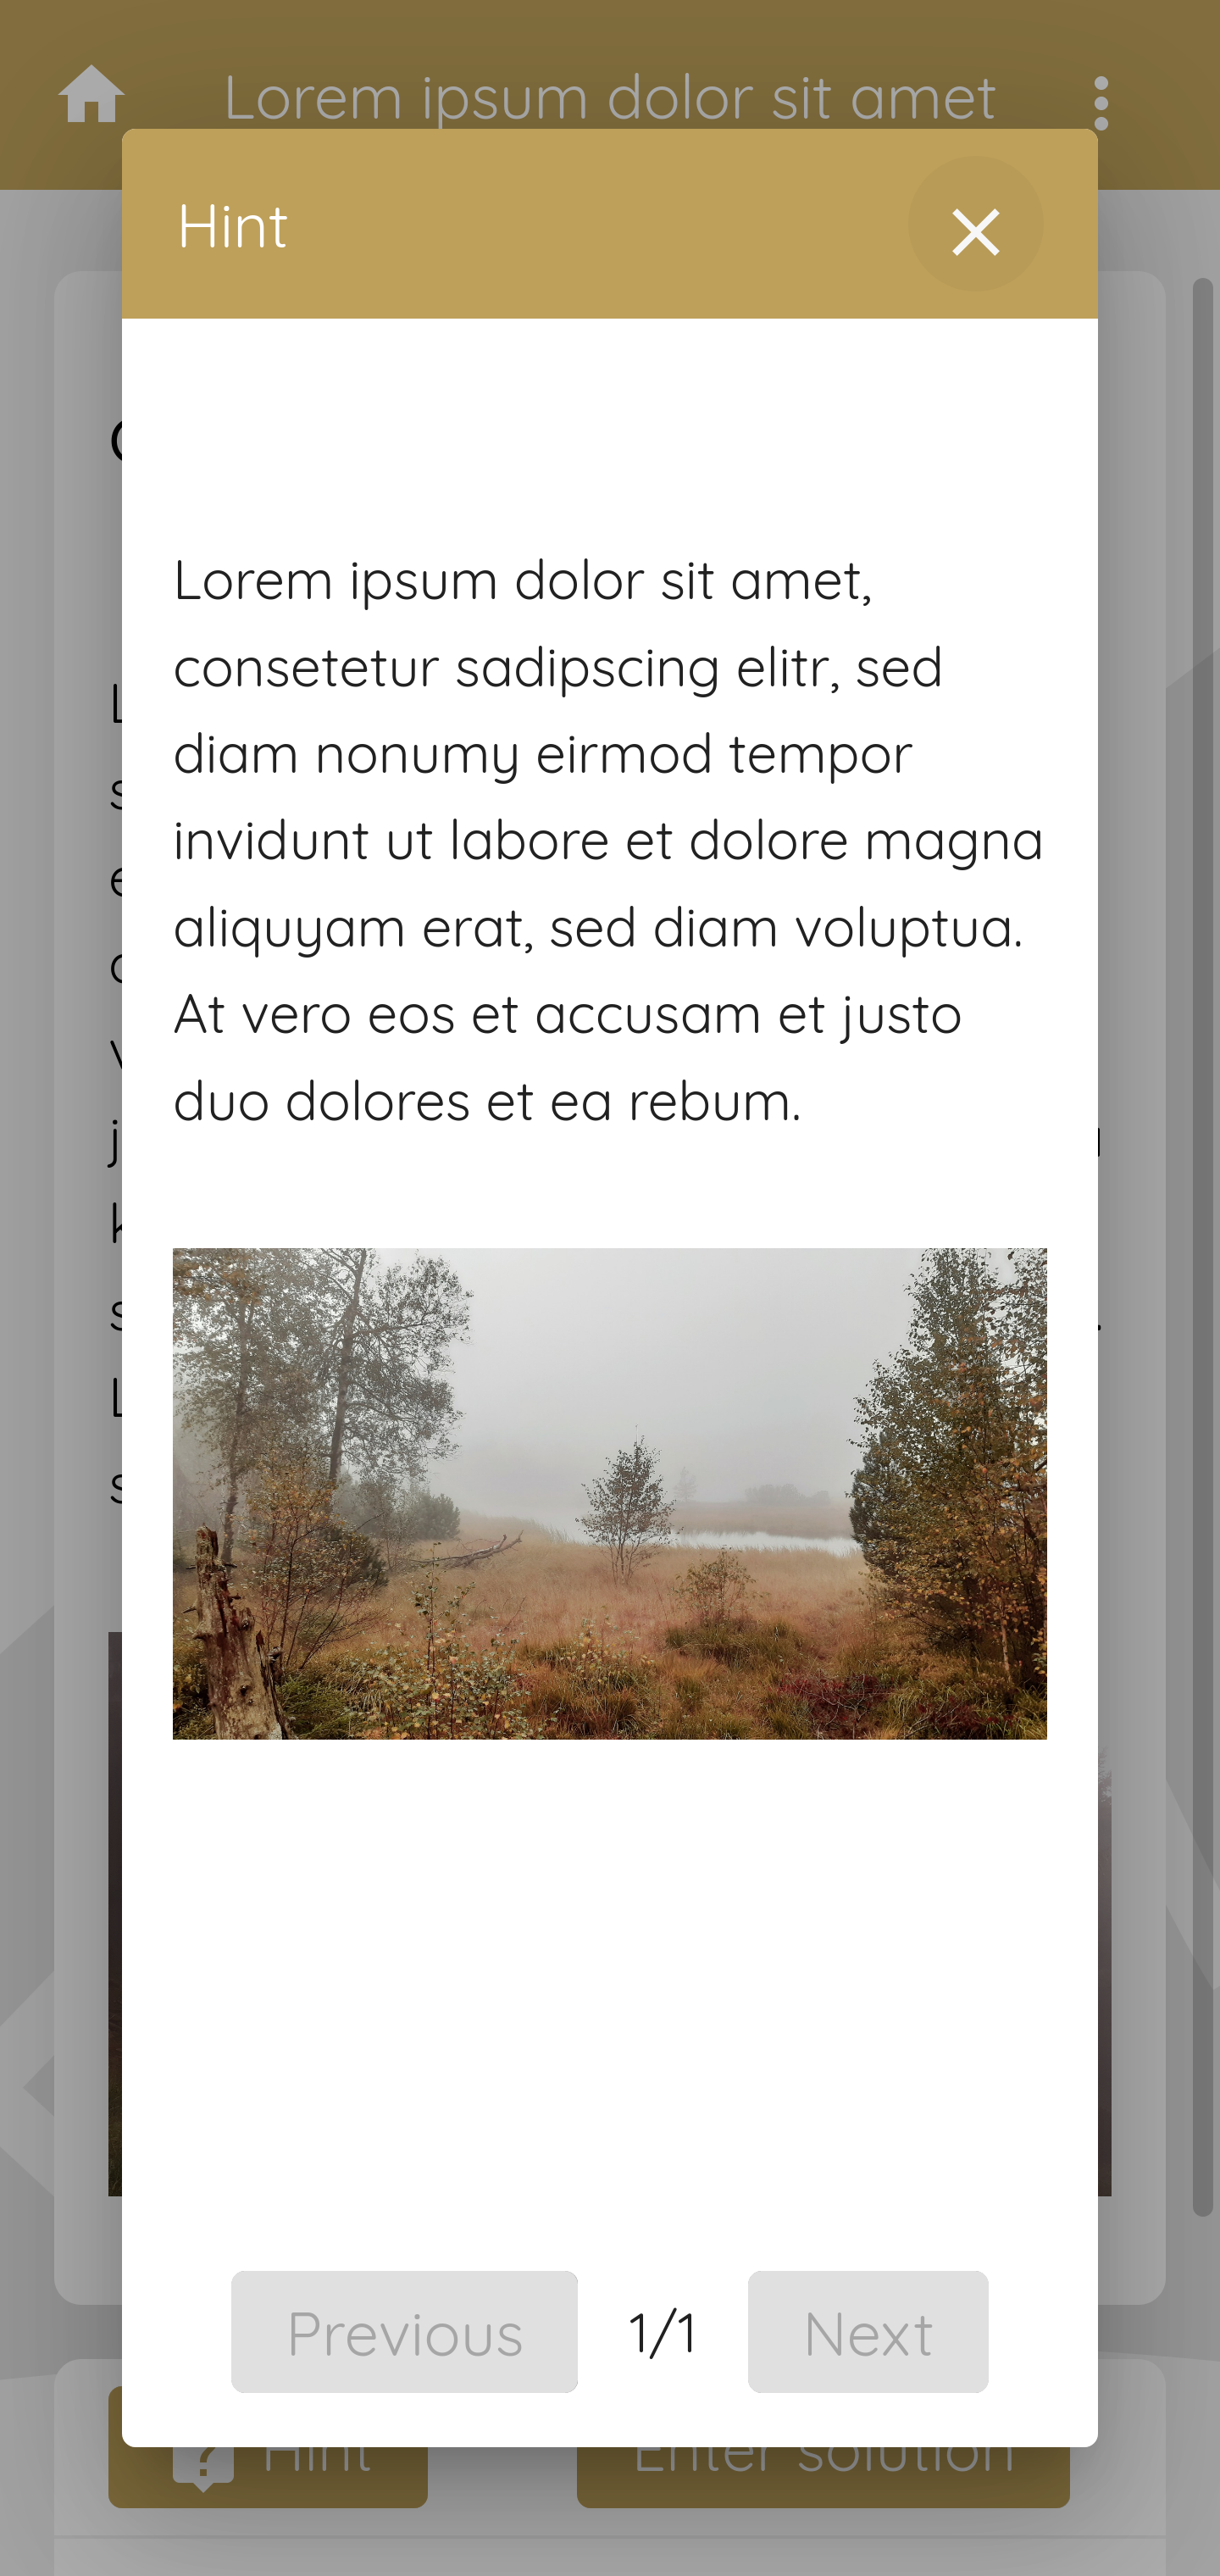 Lorem ipsum dolor sit amet
Hint
Lorem ipsum dolor sit amet,
consetetur sadipscing elitr, sed
diam nonumy eirmod tempor
invidunt ut labore et dolore magna
aliquyam erat, sed diam voluptua.
At vero eos et accusam et justo
duo dolores et ea rebum.
Previous 1/1 Next
Hint Enter solution